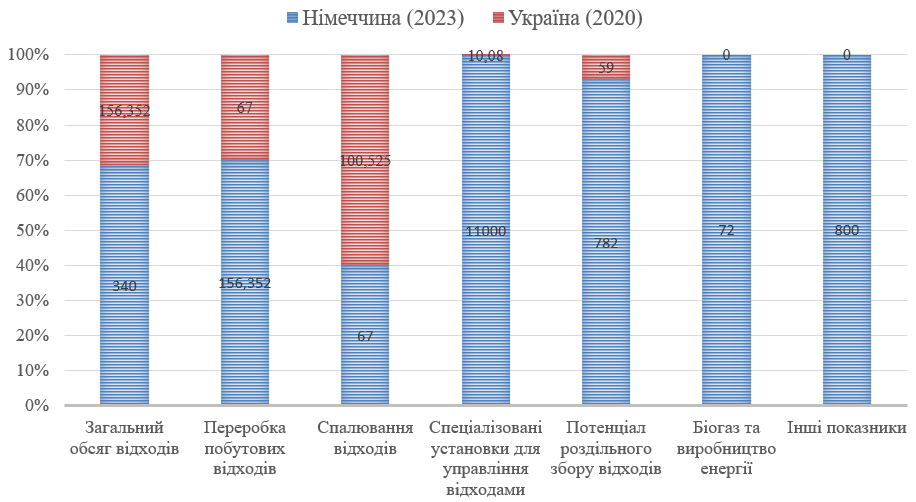 Німеччина (2023) Україна (2020)
100%
90%
80%
70%
60%
50%
40%
30%
20%
10%
0%
156,352
67
100,525
10,08
59
0
0
340
156,352
67
11000
782
72
800
Загальний
обсяг відходів
Переробка
побутових
відходів
Спалювання
відходів
Спеціалізовані
установки для
управління
відходами
Потенціал
роздільного
збору відходів
Біогаз та
виробництво
енергії
Інші показники